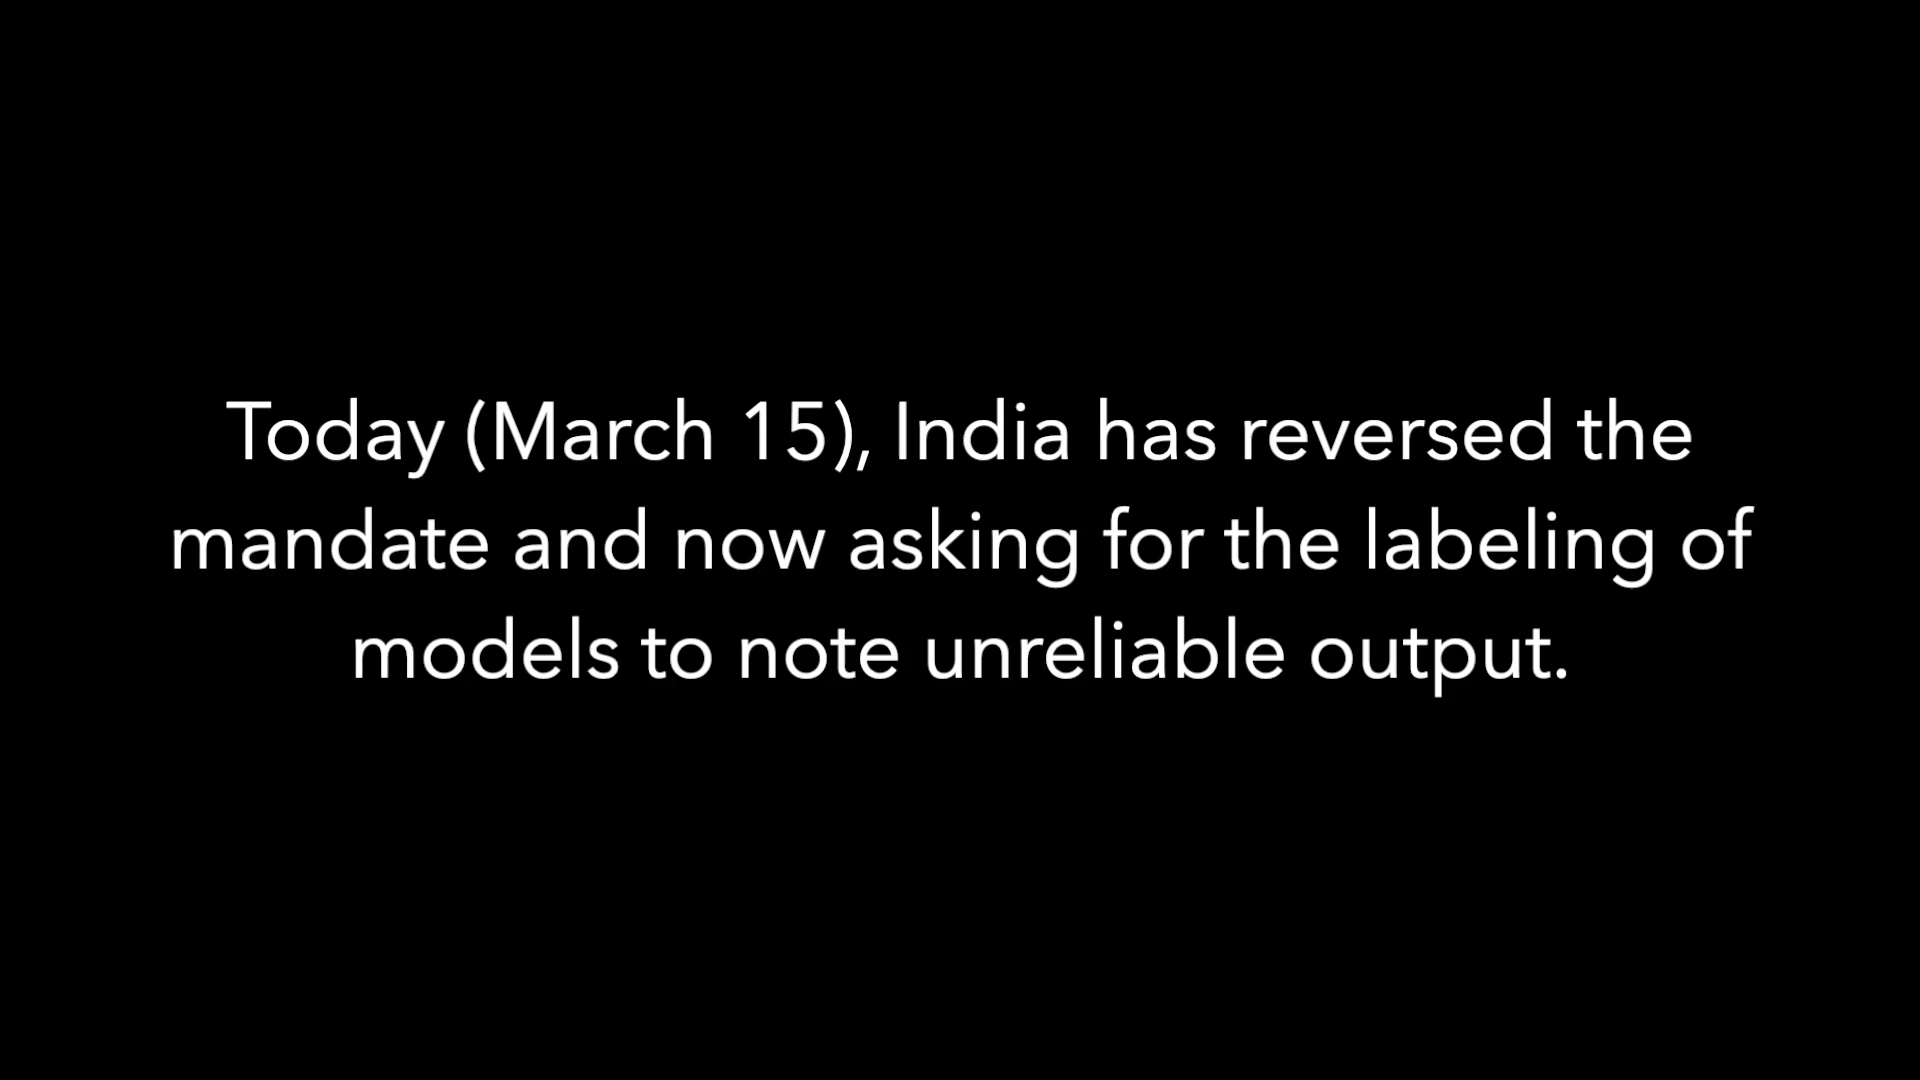 Today (March 15), India has reversed the
mandate and now asking for the labeling of
models to note unreliable output.